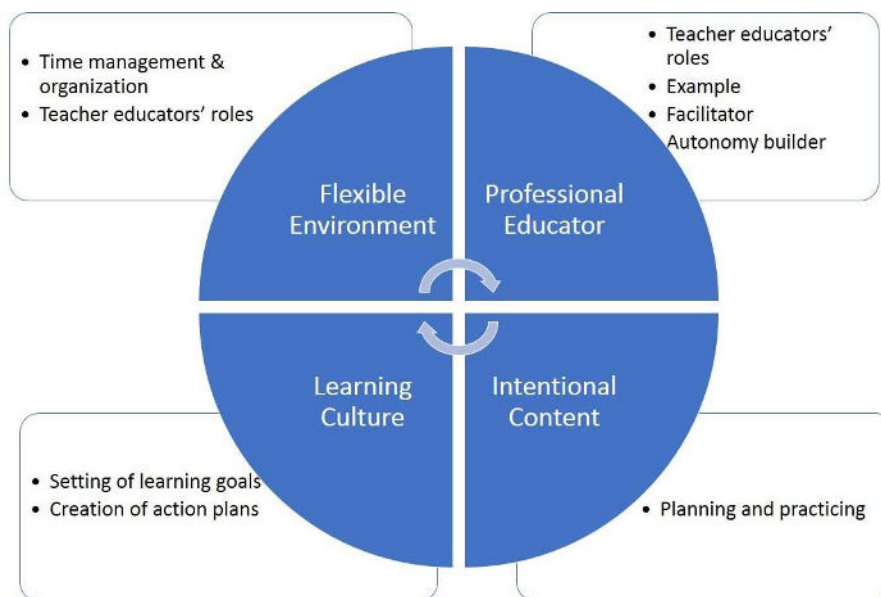 • Time management &
organization
• Teacher educators' roles
• Teacher educators'
roles
• Example
• Facilitator
Autonomy builder
Flexible
Environment
Professional
Educator
Learning
Culture
Intentional
Content
• Setting of learning goals
• Creation of action plans
• Planning and practicing